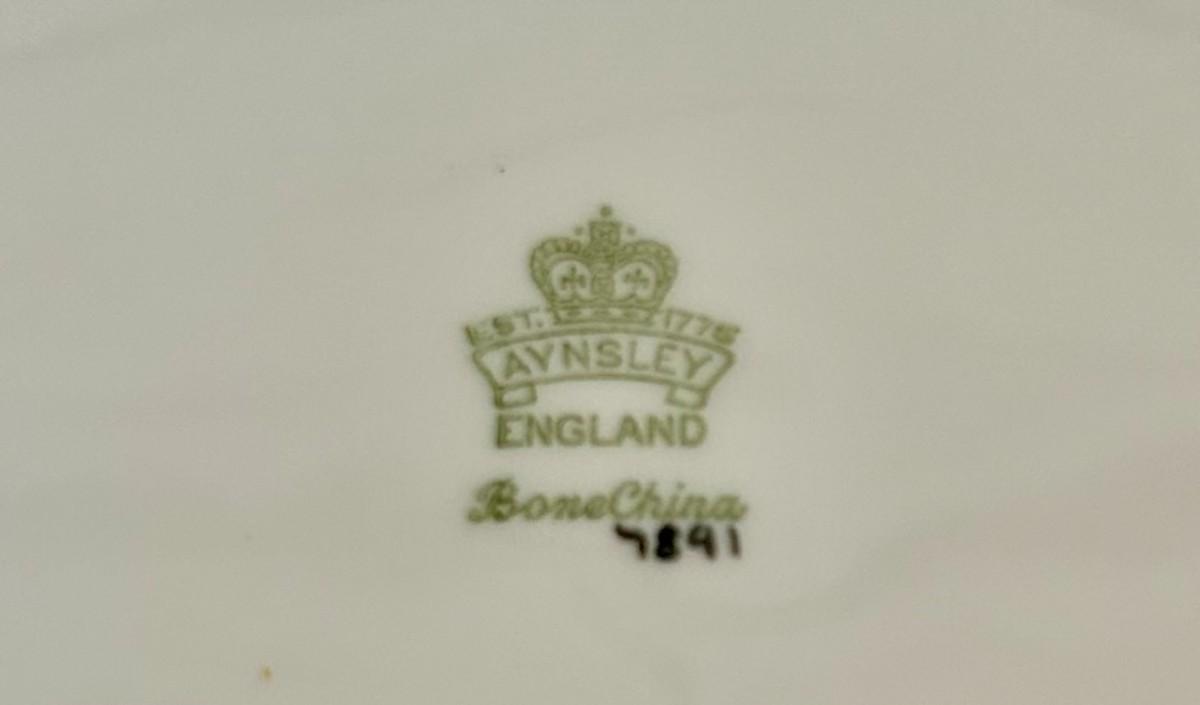 EST. 1775
AYNSLEY
ENGLAND
Bone China
7891